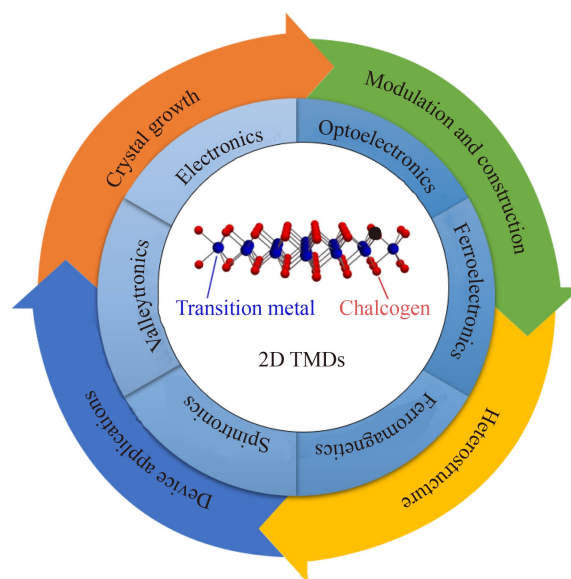 Crystal growth
Modulation and construction
Heterostructure
Device applications
Electronics
Optoelectronics
Ferroelectronics
Ferromagnetics
Spintronics
Valleytronics
Transition metal
Chalcogen
2D TMDs